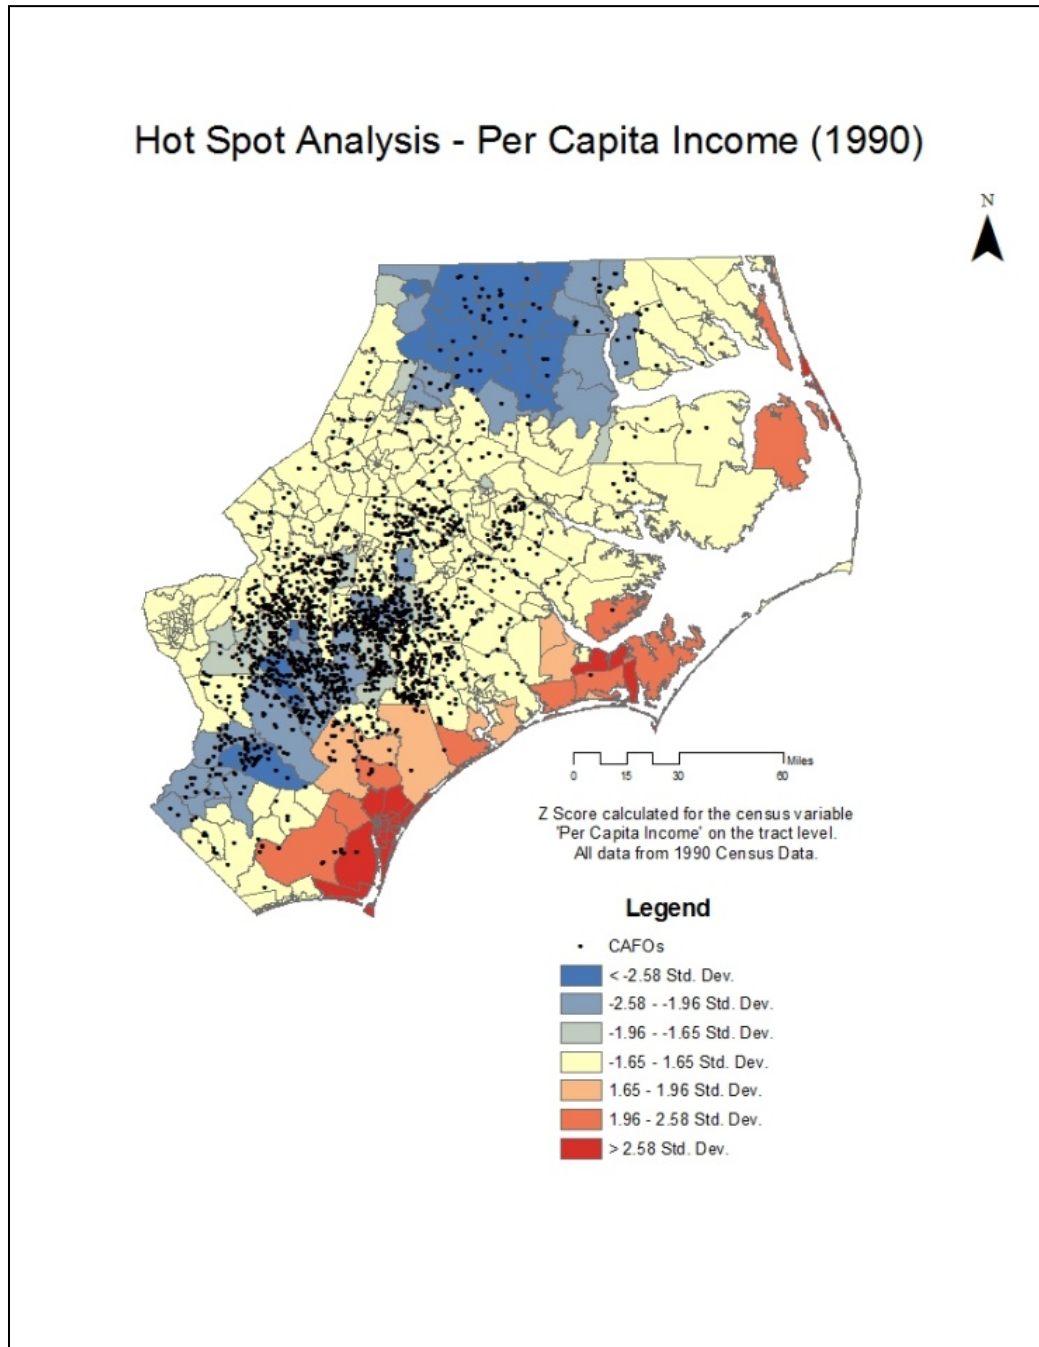 Hot Spot Analysis - Per Capita Income (1990)
N
Miles
0 15 30 60
Z Score calculated for the census variable
'Per Capita Income' on the tract level.
All data from 1990 Census Data.
Legend
CAFOs
< -2.58 Std. Dev.
-2.58 - -1.96 Std. Dev.
-1.96 - -1.65 Std. Dev.
-1.65 - 1.65 Std. Dev.
1.65 - 1.96 Std. Dev.
1.96 - 2.58 Std. Dev.
> 2.58 Std. Dev.